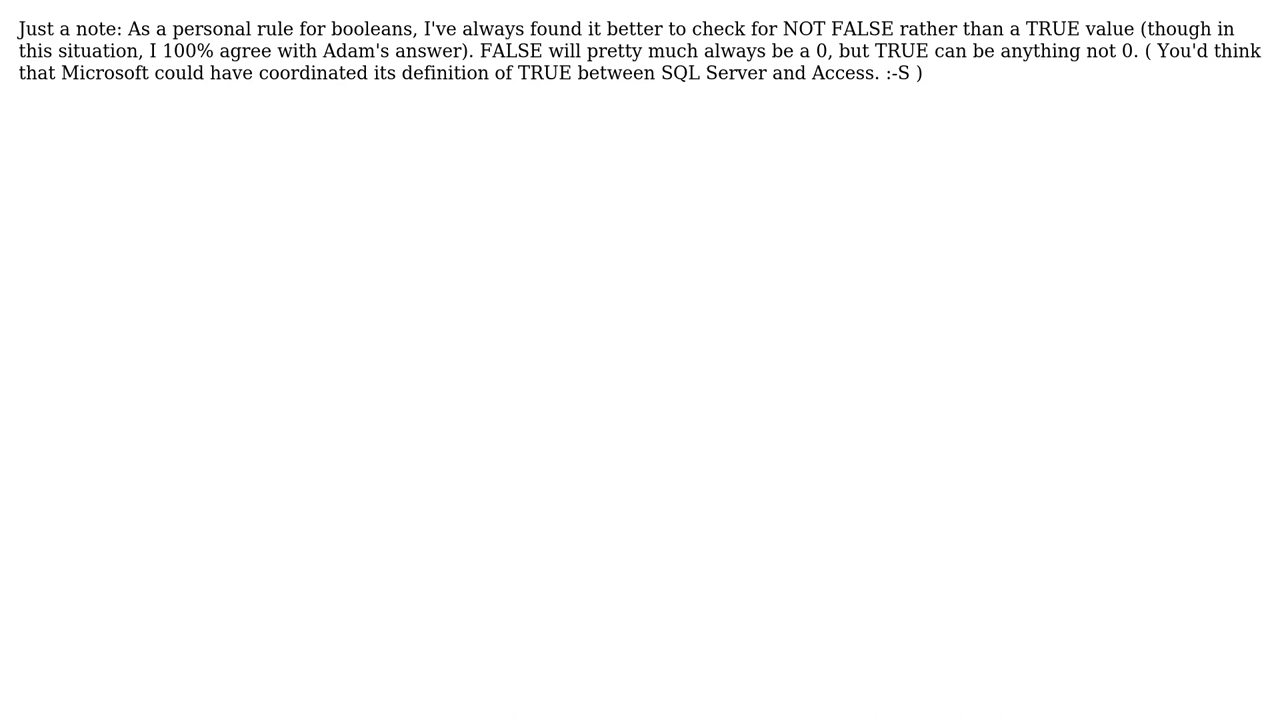 Just a note: As a personal rule for booleans, I've always found it better to check for NOT FALSE rather than a TRUE value (though in
this situation, I 100% agree with Adam's answer). FALSE will pretty much always be a 0, but TRUE can be anything not 0. ( You'd think
that Microsoft could have coordinated its definition of TRUE between SQL Server and Access. :-S )